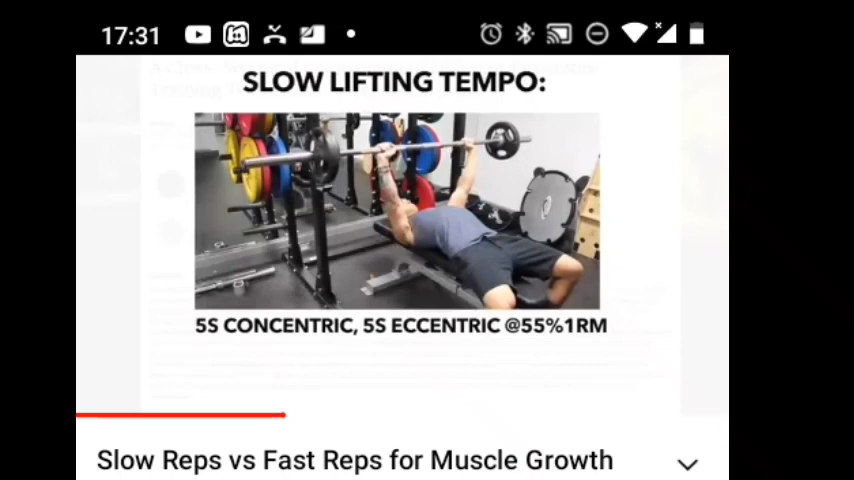 17:31
SLOW LIFTING TEMPO:
5S CONCENTRIC, 5S ECCENTRIC @55%1RM
Slow Reps vs Fast Reps for Muscle Growth